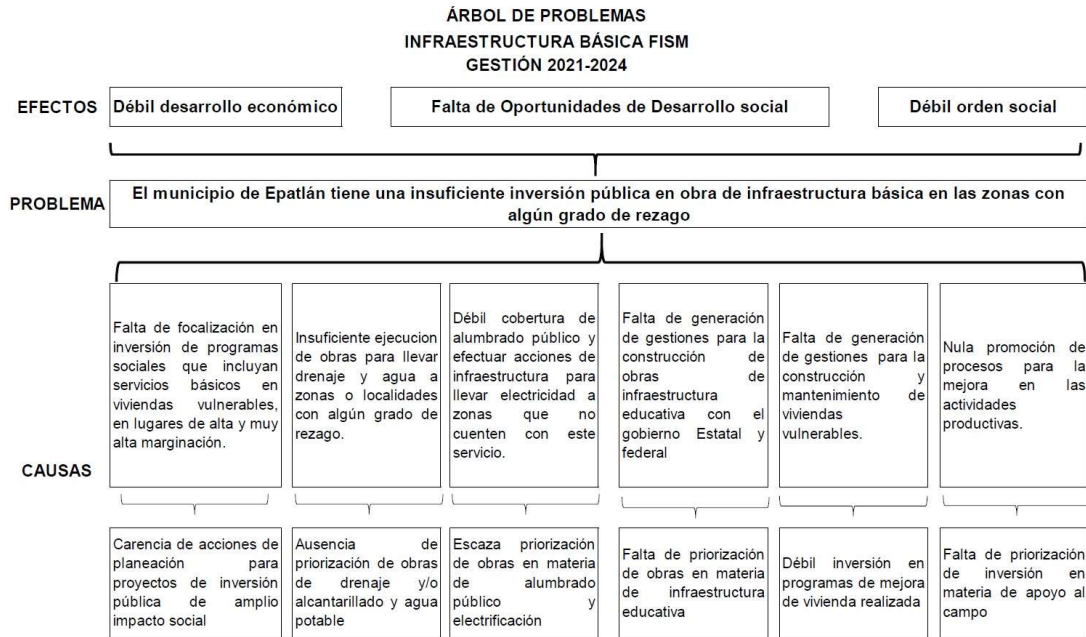 ÁRBOL DE PROBLEMAS
INFRAESTRUCTURA BÁSICA FISM
GESTIÓN 2021-2024
EFECTOS
Débil desarrollo económico
Falta de Oportunidades de Desarrollo social
Débil orden social
PROBLEMA
El municipio de Epatlán tiene una insuficiente inversión pública en obra de infraestructura básica en las zonas con
algún grado de rezago
CAUSAS
Falta de focalización en
inversión de programas
sociales que incluyan
servicios básicos en
viviendas vulnerables,
en lugares de alta y muy
alta marginación.
Insuficiente ejecucion
de obras para llevar
drenaje y agua a
zonas o localidades
con algún grado de
rezago.
Débil cobertura de
alumbrado público y
efectuar acciones de
infraestructura para
llevar electricidad a
zonas que no
cuenten con este
servicio.
Falta de generación
de gestiones para la
construcción de
obras de
infraestructura
educativa con el
gobierno Estatal y
federal
Falta de generación
de gestiones para la
construcción y
mantenimiento de
viviendas
vulnerables.
Nula promoción de
procesos para la
mejora en las
actividades
productivas.
Carencia de acciones de
planeación para
proyectos de inversión
pública de amplio
impacto social
Ausencia de
priorización de obras
de drenaje y/o
alcantarillado y agua
potable
Escaza priorización de
obras en materia de
de alumbrado
público y
electrificación
Falta de priorización
de obras en materia
de infraestructura
educativa
Débil inversión en
programas de mejora
de vivienda realizada
Falta de priorización
de inversión en
materia de apoyo al
campo